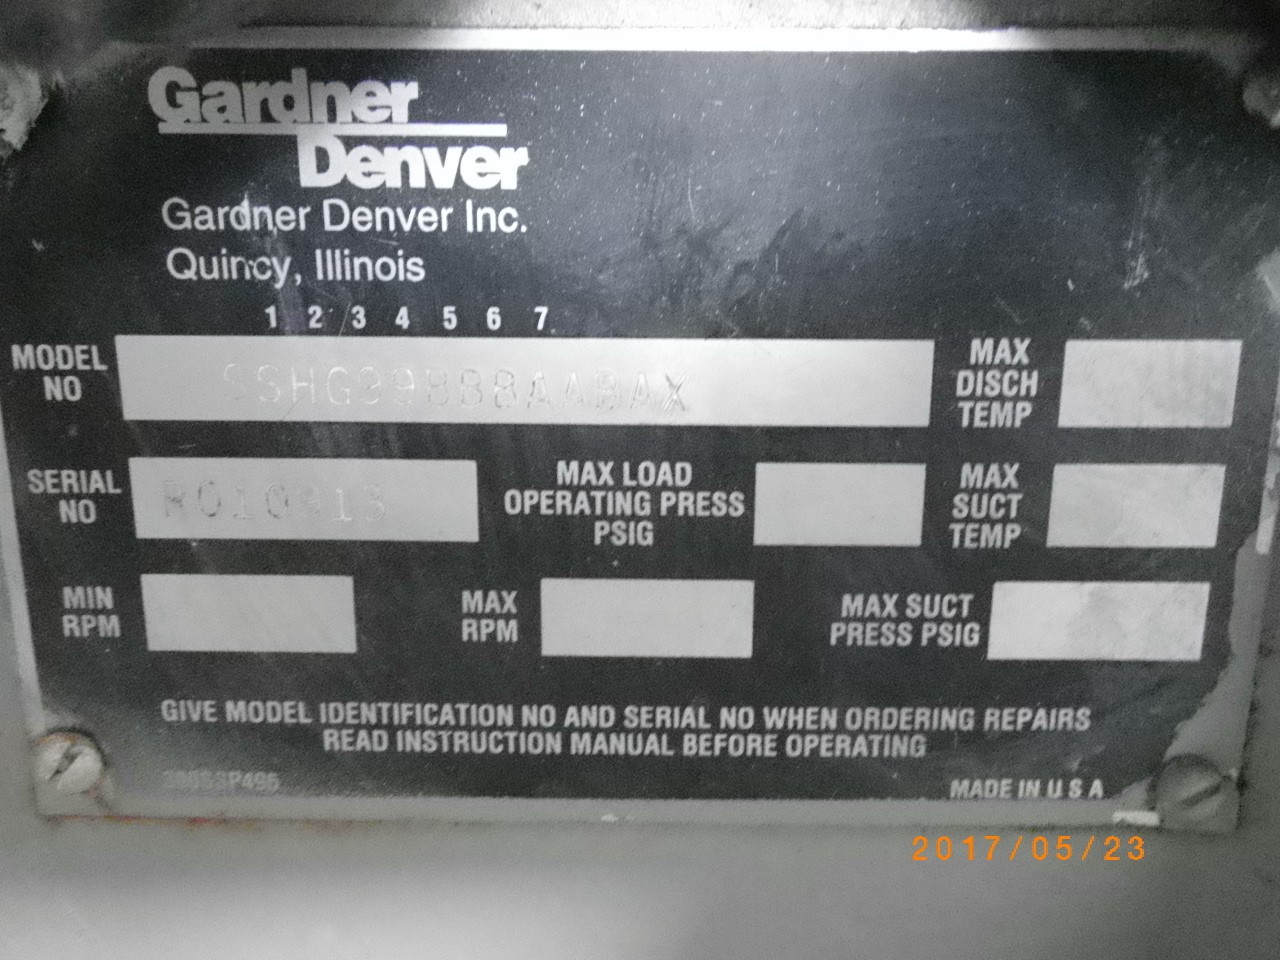 Gardner
Denver
Gardner Denver Inc.
Quincy, Illinois
1 2 3 4 5 6 7
MODEL
NO
MAX
DISCH
TEMP
SERIAL
NO
MAX LOAD
OPERATING PRESS
PSIG
MAX
SUCT
TEMP
MIN
RPM
MAX
RPM
MAX SUCT
PRESS PSIG
GIVE MODEL IDENTIFICATION NO AND SERIAL NO WHEN ORDERING REPAIRS
READ INSTRUCTION MANUAL BEFORE OPERATING
MADE IN U S A
2017/05/23